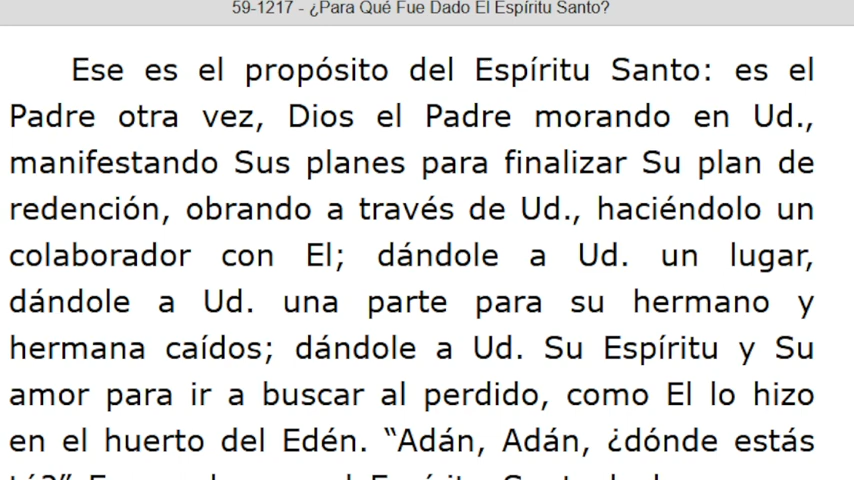 59-1217 - ¿Para Qué Fue Dado El Espíritu Santo?
Ese es el propósito del Espíritu Santo: es el
Padre otra vez, Dios el Padre morando en Ud.,
manifestando Sus planes para finalizar Su plan de
redención, obrando a través de Ud., haciéndolo un
colaborador con El; dándole a Ud. un lugar,
dándole a Ud. una parte para su hermano y
hermana caídos; dándole a Ud. Su Espíritu y Su
amor para ir a buscar al perdido, como El lo hizo
en el huerto del Edén. “Adán, Adán, ¿dónde estás